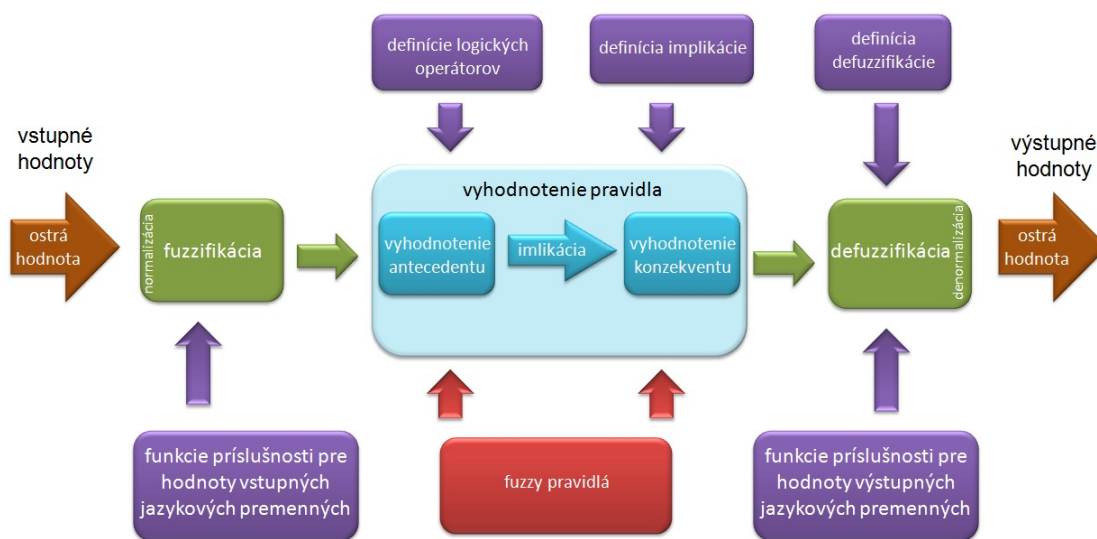 definície logických
operátorov
definícia implikácie
definícia
defuzzifikácie
vstupné
hodnoty
výstupné
hodnoty
vyhodnotenie pravidla
ostrá
hodnota
normalizácia
fuzzifikácia
vyhodnotenie
antecedentu
imlikácia
vyhodnotenie
konzekventu
defuzzifikácia
denormalizácia
ostrá
hodnota
funkcie príslušnosti pre
hodnoty vstupných
jazykových premenných
fuzzy pravidlá
funkcie príslušnosti pre
hodnoty výstupných
jazykových premenných